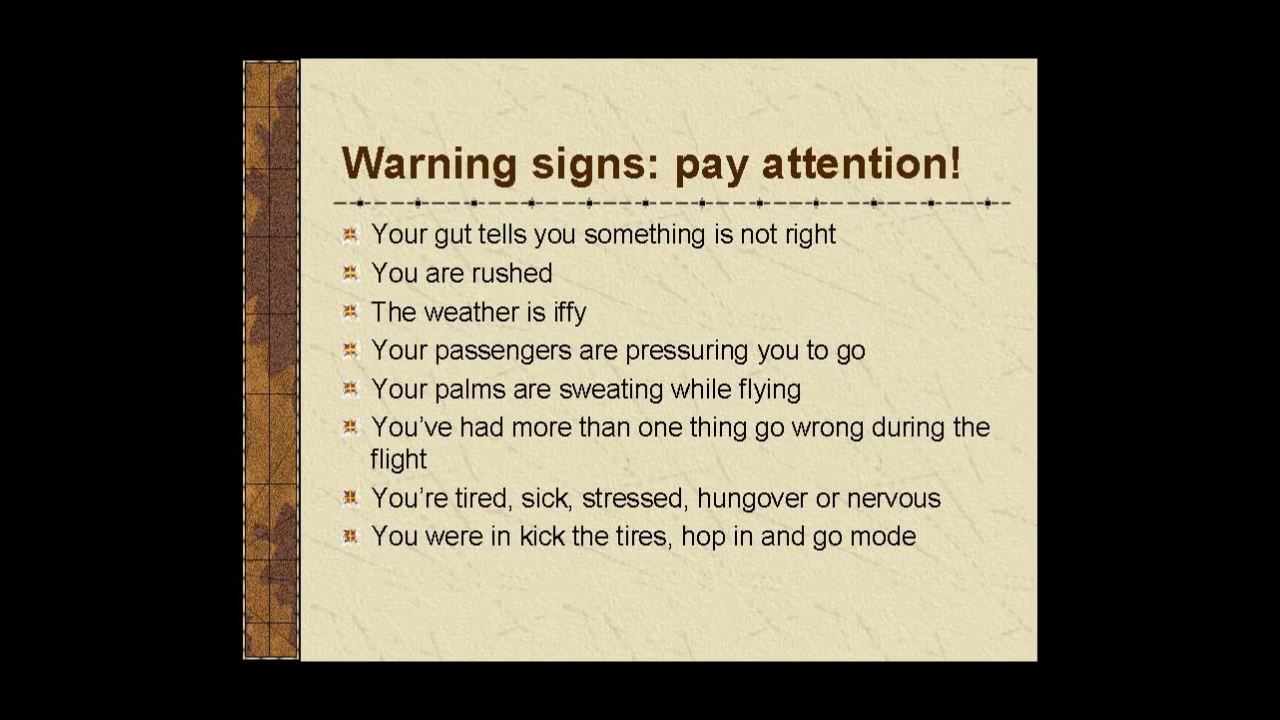 Warning signs: pay attention!
Your gut tells you something is not right
You are rushed
The weather is iffy
Your passengers are pressuring you to go
Your palms are sweating while flying
You've had more than one thing go wrong during the
flight
You're tired, sick, stressed, hungover or nervous
You were in kick the tires, hop in and go mode